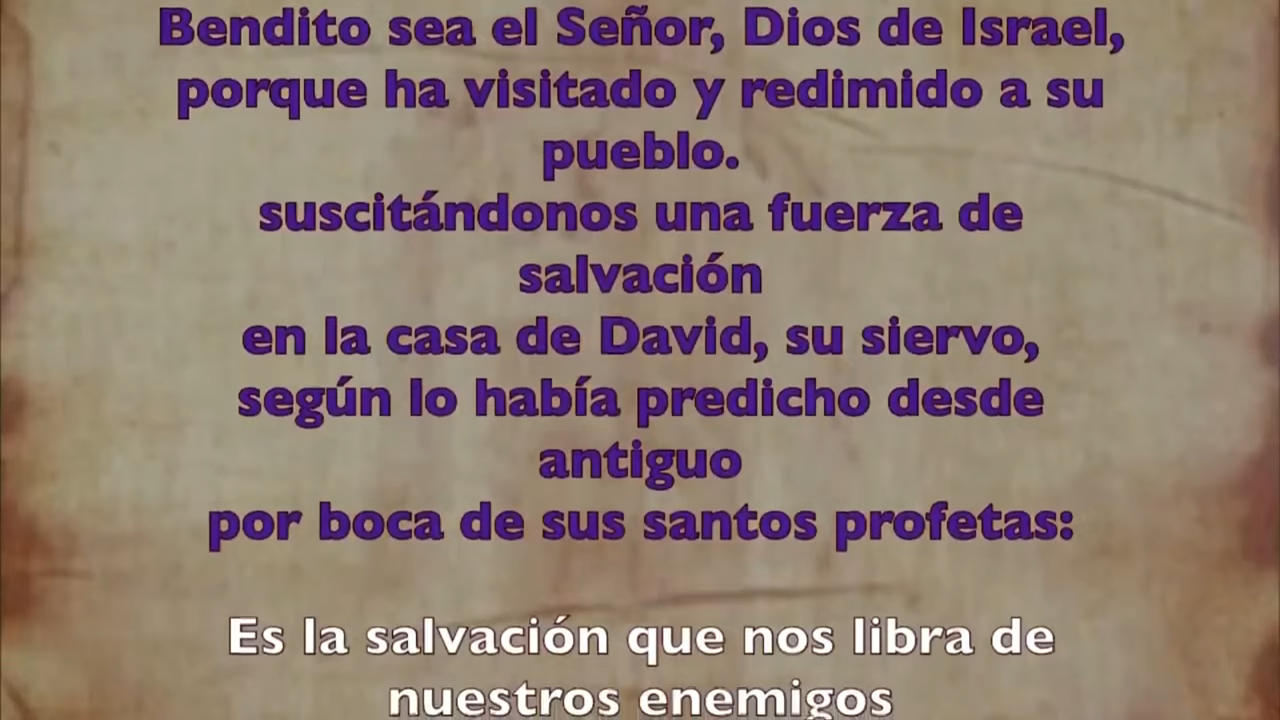 Bendito sea el Señor, Dios de Israel,
porque ha visitado y redimido a su
pueblo.
suscitándonos una fuerza de
salvación
en la casa de David, su siervo,
según lo había predicho desde
antiguo
por boca de sus santos profetas:
Es la salvación que nos libra de
nuestros enemigos